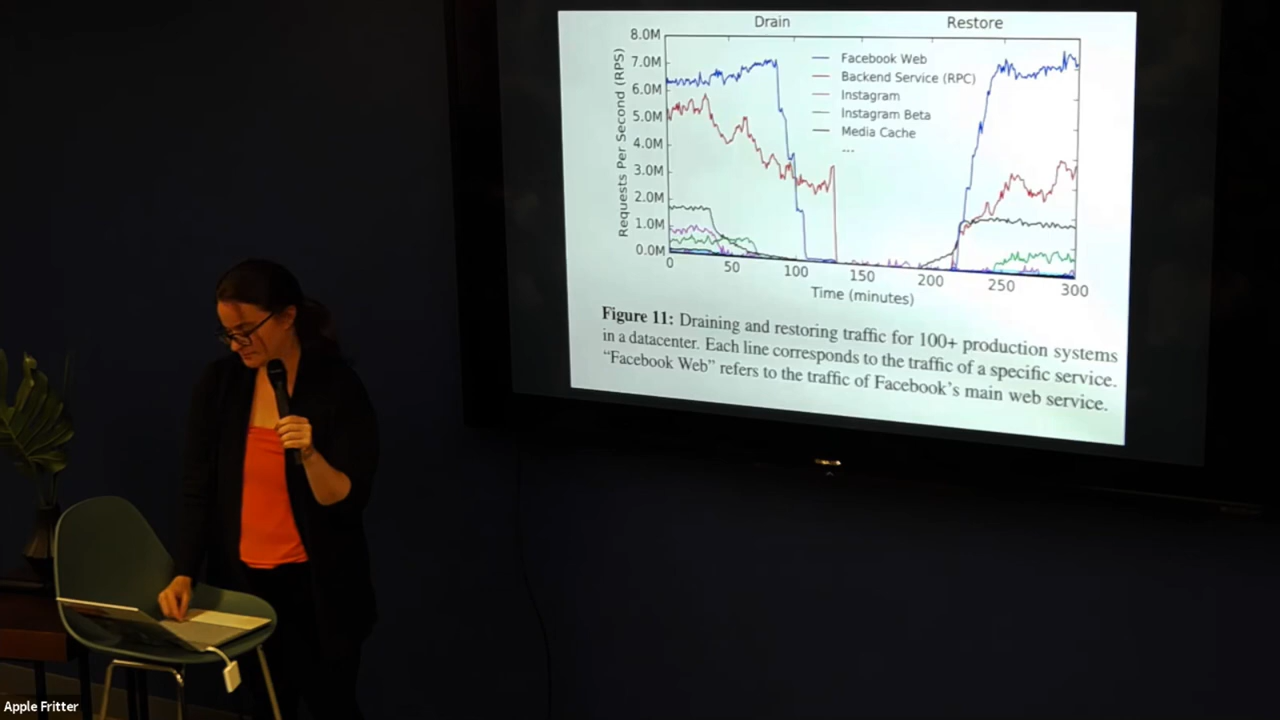 Drain Restore
8.0M
7.0M
6.0M
5.0M
4.0M
3.0M
2.0M
1.0M
0.0M
Requests Per Second (RPS)
Facebook Web
Backend Service (RPC)
Instagram
Instagram Beta
Media Cache
...
0 50 100 150 200 250 300
Time (minutes)
Figure 11: Draining and restoring traffic for 100+ production systems
in a datacenter. Each line corresponds to the traffic of a specific service.
“Facebook Web” refers to the traffic of Facebook’s main web service.
Apple Fritter